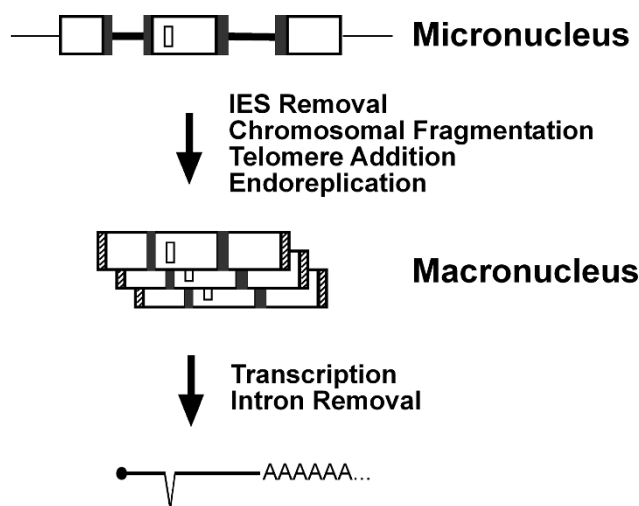 Micronucleus
IES Removal
Chromosomal Fragmentation
Telomere Addition
Endoreplication
Macronucleus
Transcription
Intron Removal
AAAAAA...